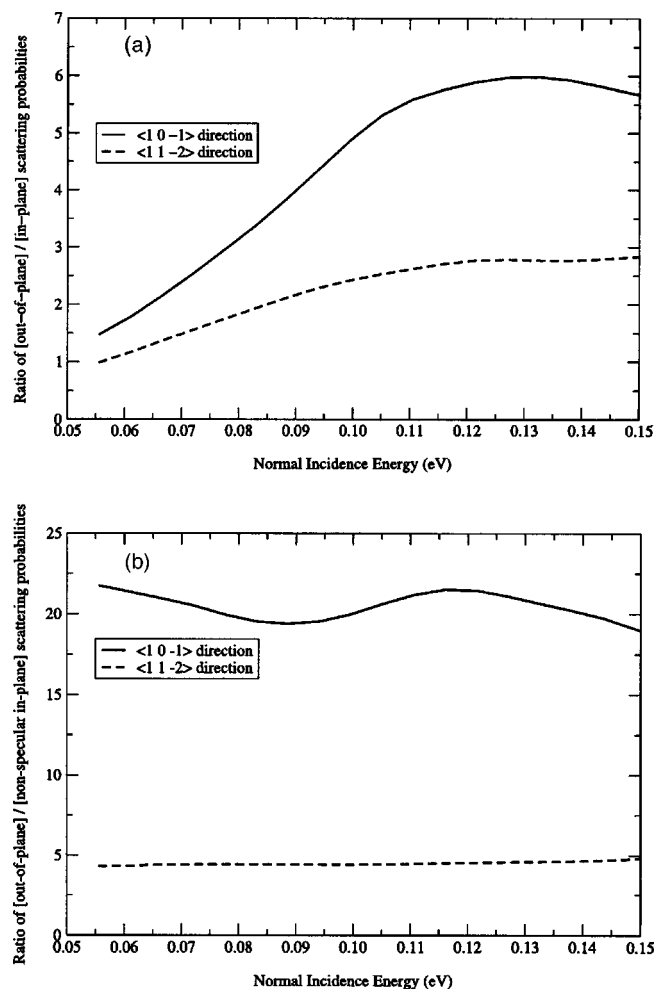 (a)
7
6
5
4
3
2
1
0
Ratio of [out-of-plane] / [in-plane] scattering probabilties
<1 0 -1> direction
<1 1 -2> direction
0.05 0.06 0.07 0.08 0.09 0.10 0.11 0.12 0.13 0.14 0.15
Normal Incidence Energy (eV)
(b)
25
20
15
10
5
0
Ratio of [out-of-plane] / [non-specular in-plane] scattering probabilities
<1 0 -1> direction
<1 1 -2> direction
0.05 0.06 0.07 0.08 0.09 0.10 0.11 0.12 0.13 0.14 0.15
Normal Incidence Energy (eV)